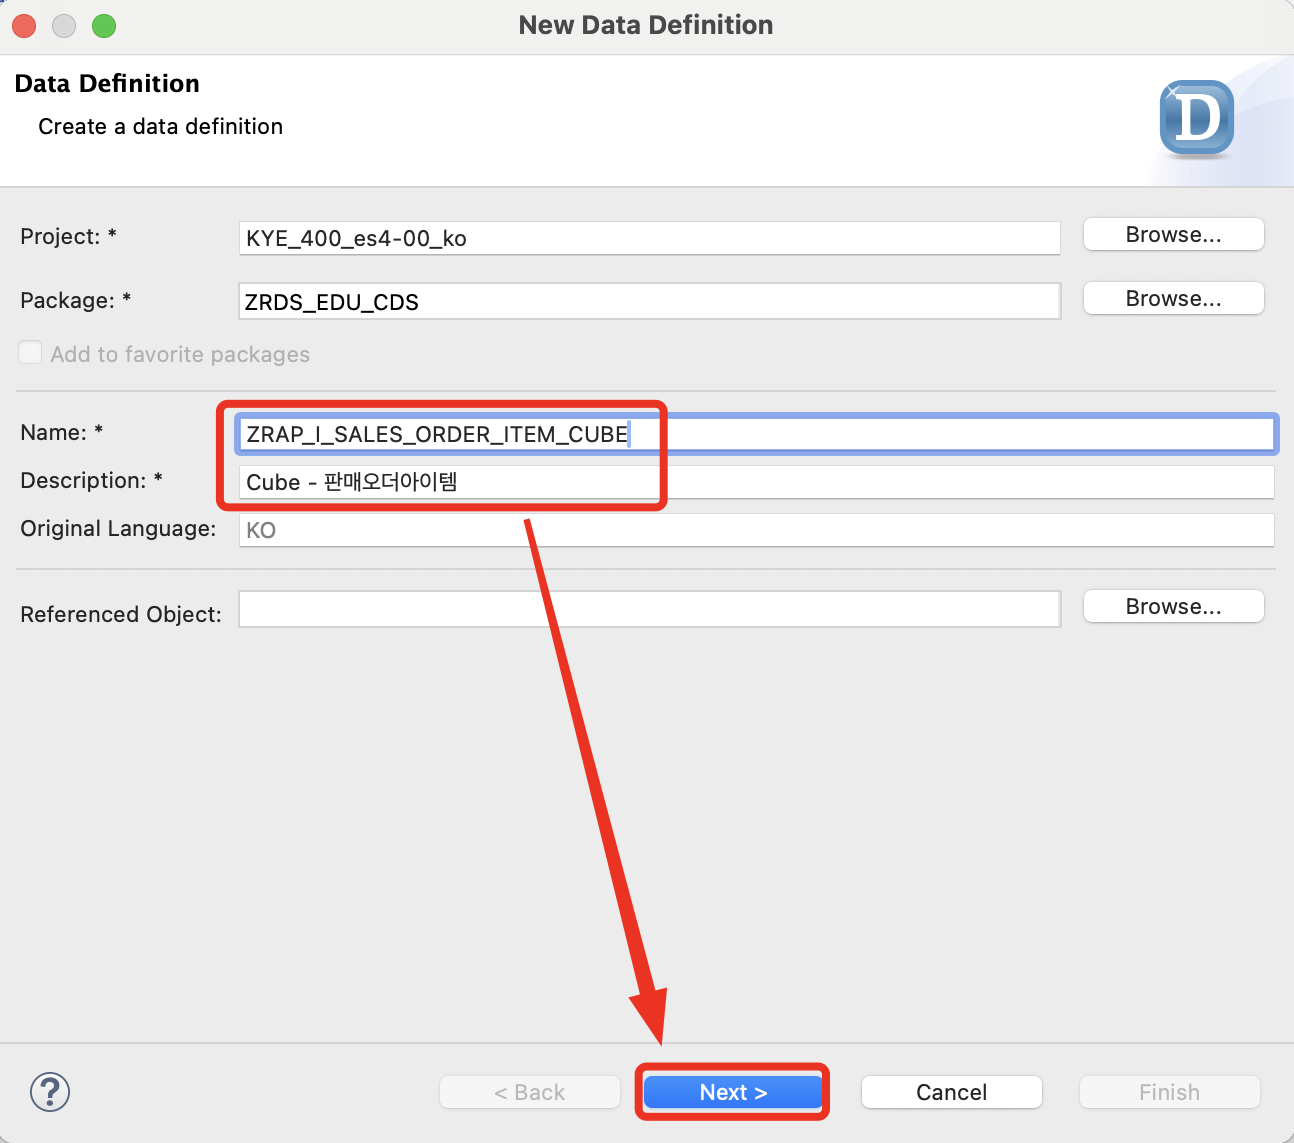 New Data Definition
Data Definition
Create a data definition
D
Project: *
KYE_400_es4-00_ko
Browse...
Package: *
ZRDS_EDU_CDS
Browse...
Add to favorite packages
Name: *
ZRAP_I_SALES_ORDER_ITEM_CUBE
Description: *
Cube - 판매오더아이템
Original Language:
KO
Referenced Object:
Browse...
?
< Back
Next >
Cancel
Finish